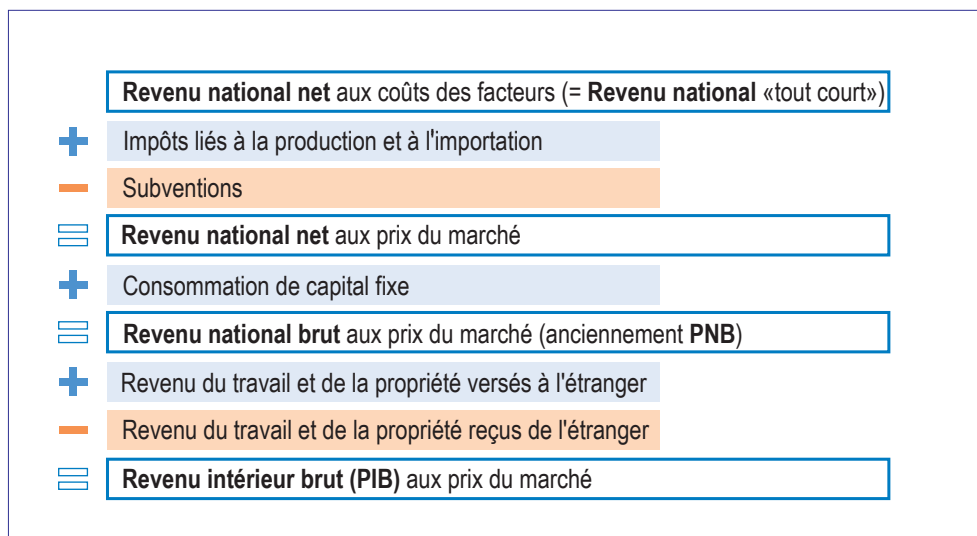 Revenu national net aux coûts des facteurs (= Revenu national «tout court»)
+ Impôts liés à la production et à l'importation
− Subventions
= Revenu national net aux prix du marché
+ Consommation de capital fixe
= Revenu national brut aux prix du marché (anciennement PNB)
+ Revenu du travail et de la propriété versés à l'étranger
− Revenu du travail et de la propriété reçus de l'étranger
= Revenu intérieur brut (PIB) aux prix du marché